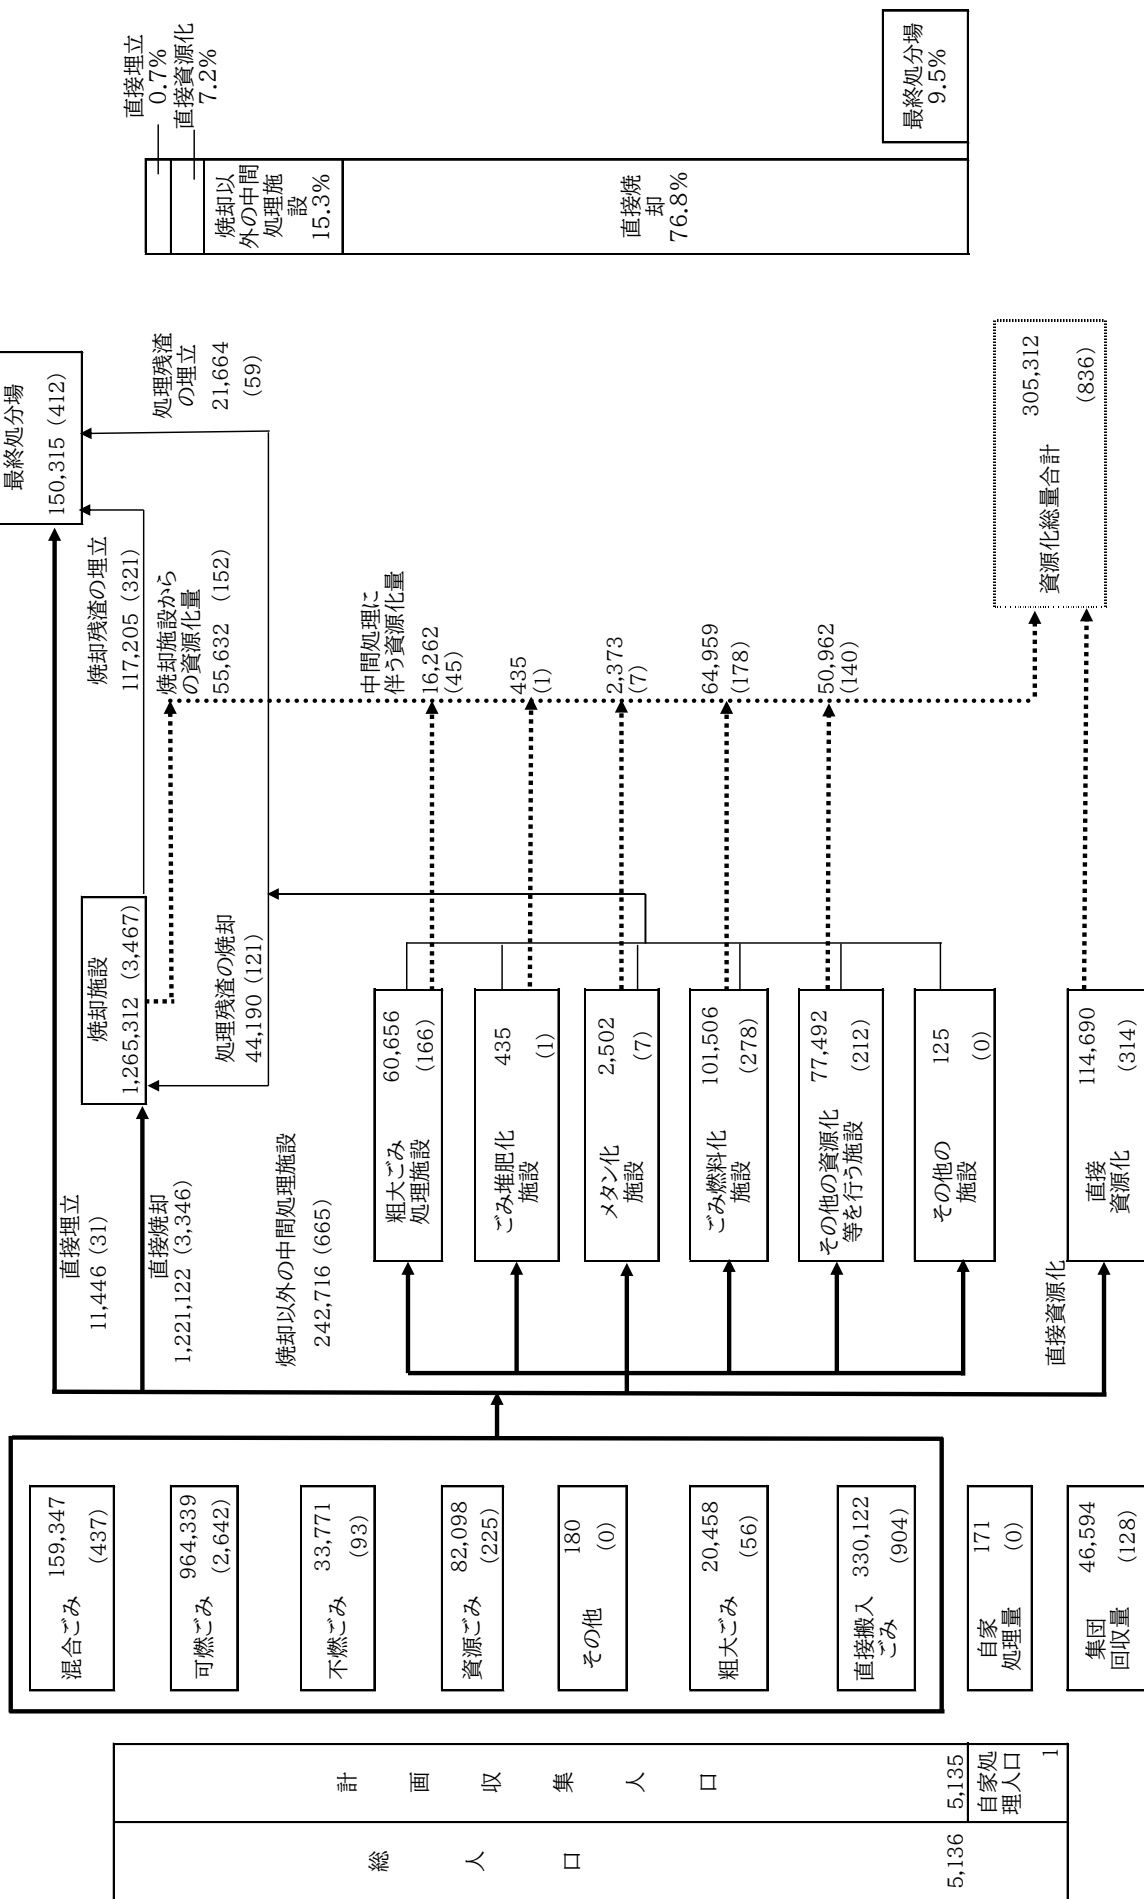 総人口
5,136
計画収集人口
5,135
自家処
理人口
1
混合ごみ
159,347
(437)
可燃ごみ
964,339
(2,642)
不燃ごみ
33,771
(93)
資源ごみ
82,098
(225)
その他
180
(0)
粗大ごみ
20,458
(56)
直接搬入
ごみ
330,122
(904)
自家
処理量
171
(0)
集団
回収量
46,594
(128)
直接埋立
11,446 (31)
直接焼却
1,221,122 (3,346)
焼却以外の中間処理施設
242,716 (665)
直接資源化
焼却施設
1,265,312 (3,467)
処理残渣の焼却
44,190 (121)
粗大ごみ
処理施設
60,656
(166)
ごみ堆肥化
施設
435
(1)
メタン化
施設
2,502
(7)
ごみ燃料化
施設
101,506
(278)
その他の資源化
等を行う施設
77,492
(212)
その他の
施設
125
(0)
直接
資源化
114,690
(314)
焼却残渣の埋立
117,205 (321)
焼却施設から
の資源化量
55,632 (152)
中間処理に
伴う資源化量
16,262
(45)
435
(1)
2,373
(7)
64,959
(178)
50,962
(140)
最終処分場
150,315 (412)
処理残渣
の埋立
21,664
(59)
資源化総量合計
305,312
(836)
直接埋立
0.7%
直接資源化
7.2%
焼却以
外の中間
処理施
設
15.3%
直接焼
却
76.8%
最終処分場
9.5%